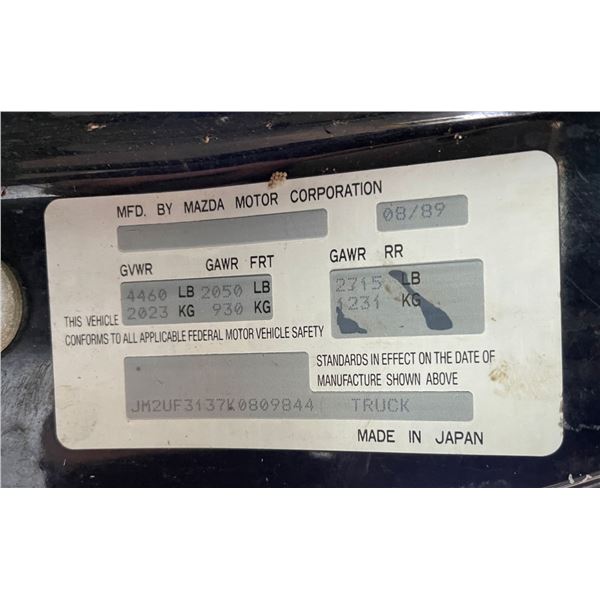 MFD. BY MAZDA MOTOR CORPORATION
08/89
GVWR GAWR FRT GAWR RR
4460 LB 2050 LB 2715 LB
2023 KG 930 KG 1231 KG
THIS VEHICLE
CONFORMS TO ALL APPLICABLE FEDERAL MOTOR VEHICLE SAFETY
STANDARDS IN EFFECT ON THE DATE OF
MANUFACTURE SHOWN ABOVE
JM2UF3137K0809844 TRUCK
MADE IN JAPAN